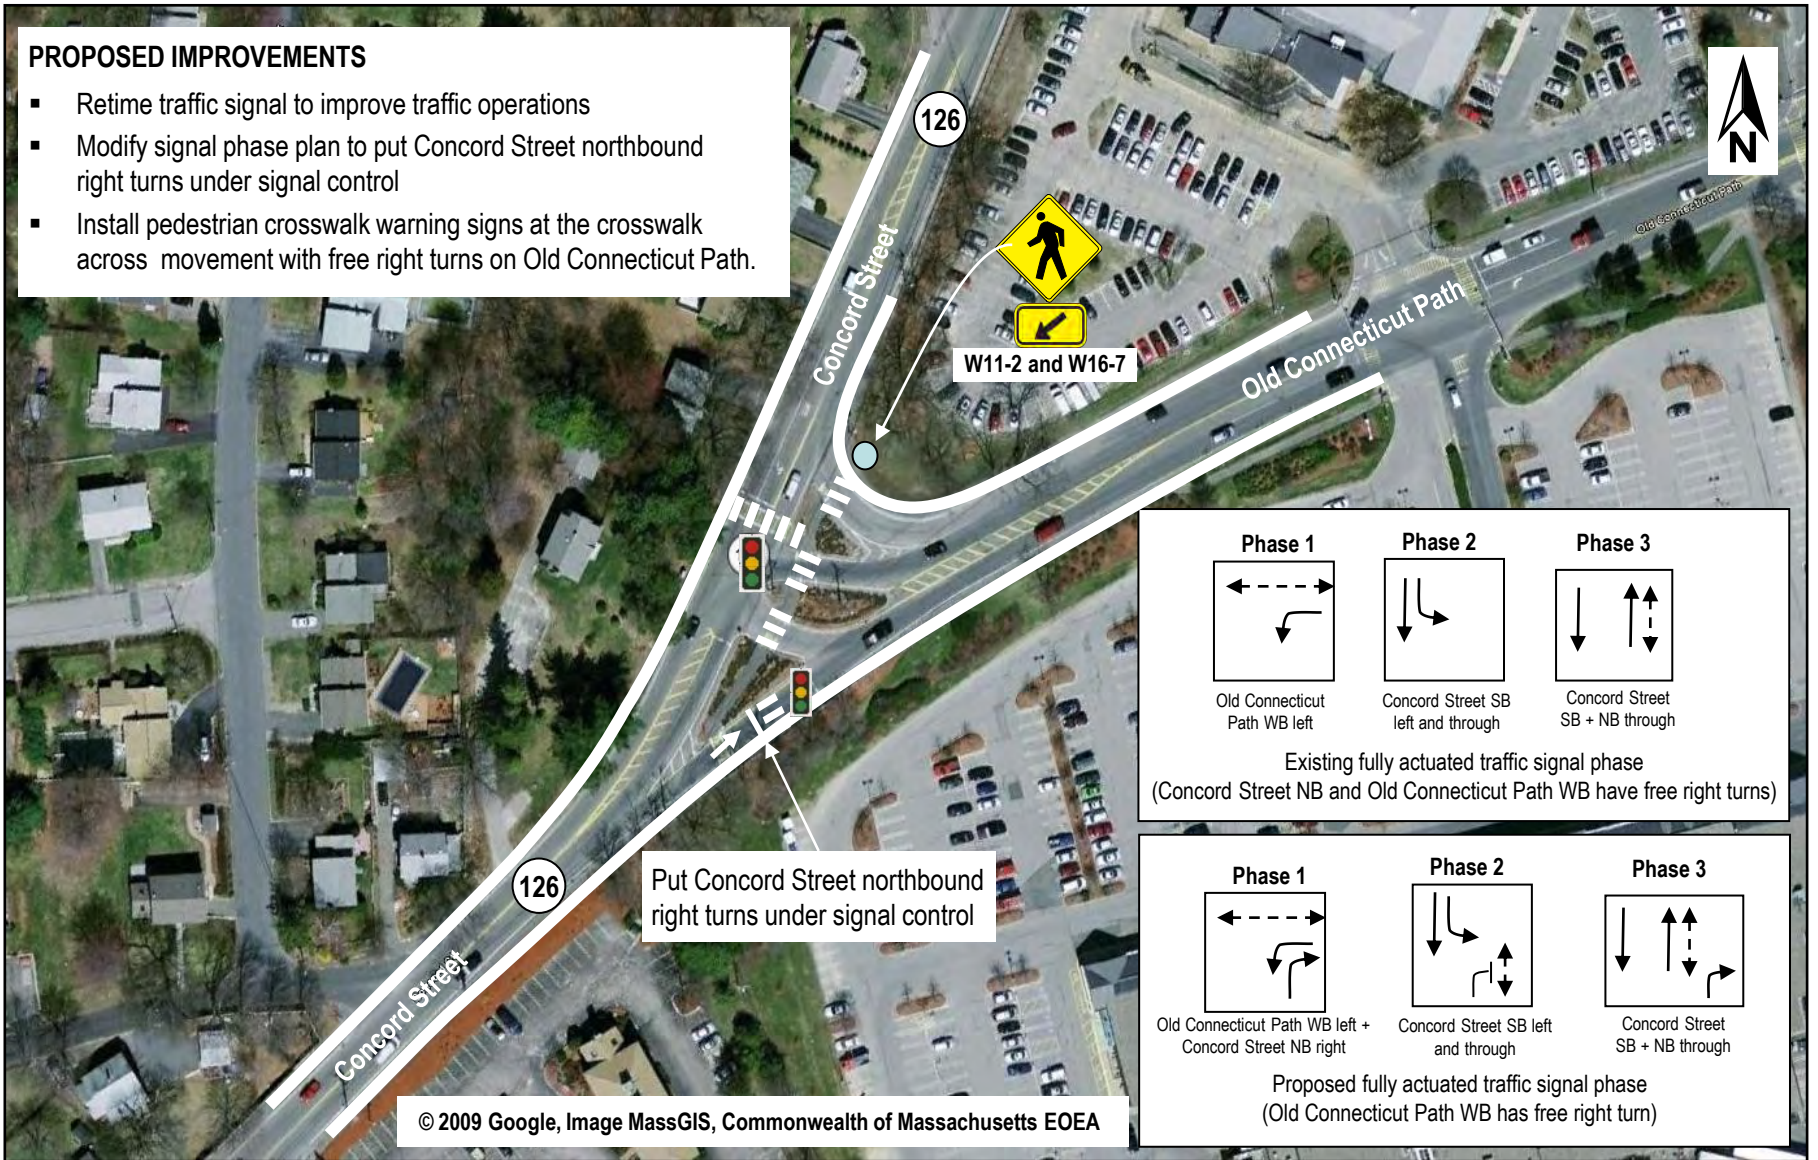 PROPOSED IMPROVEMENTS
▪ Retime traffic signal to improve traffic operations
▪ Modify signal phase plan to put Concord Street northbound
right turns under signal control
▪ Install pedestrian crosswalk warning signs at the crosswalk
across movement with free right turns on Old Connecticut Path.
126
N
Old Connecticut Path
Concord Street
W11-2 and W16-7
Old Connecticut Path
Phase 1
Phase 2
Phase 3
Old Connecticut
Path WB left
Concord Street SB
left and through
Concord Street
SB + NB through
Existing fully actuated traffic signal phase
(Concord Street NB and Old Connecticut Path WB have free right turns)
Put Concord Street northbound
right turns under signal control
126
Concord Street
Phase 1
Phase 2
Phase 3
Old Connecticut Path WB left +
Concord Street NB right
Concord Street SB left
and through
Concord Street
SB + NB through
Proposed fully actuated traffic signal phase
(Old Connecticut Path WB has free right turn)
© 2009 Google, Image MassGIS, Commonwealth of Massachusetts EOEA